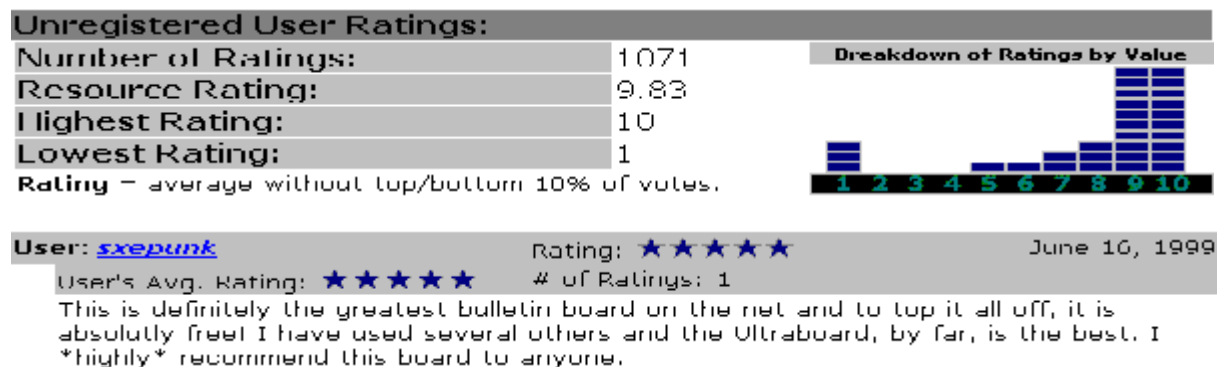 Unregistered User Ratings:
Number of Ratings: 1071
Resource Rating: 9.83
Highest Rating: 10
Lowest Rating: 1
Rating - average without top/bottom 10% of votes.
Breakdown of Ratings by Value
1 2 3 4 5 6 7 8 9 10
User: sxepunk Rating: ★★★★★ June 16, 1999
User's Avg. Rating: ★★★★★ # of Ratings: 1
This is definitely the greatest bulletin board on the net and to top it all off, it is
absolutly free! I have used several others and the Ultraboard, by far, is the best. I
*highly* recommend this board to anyone.